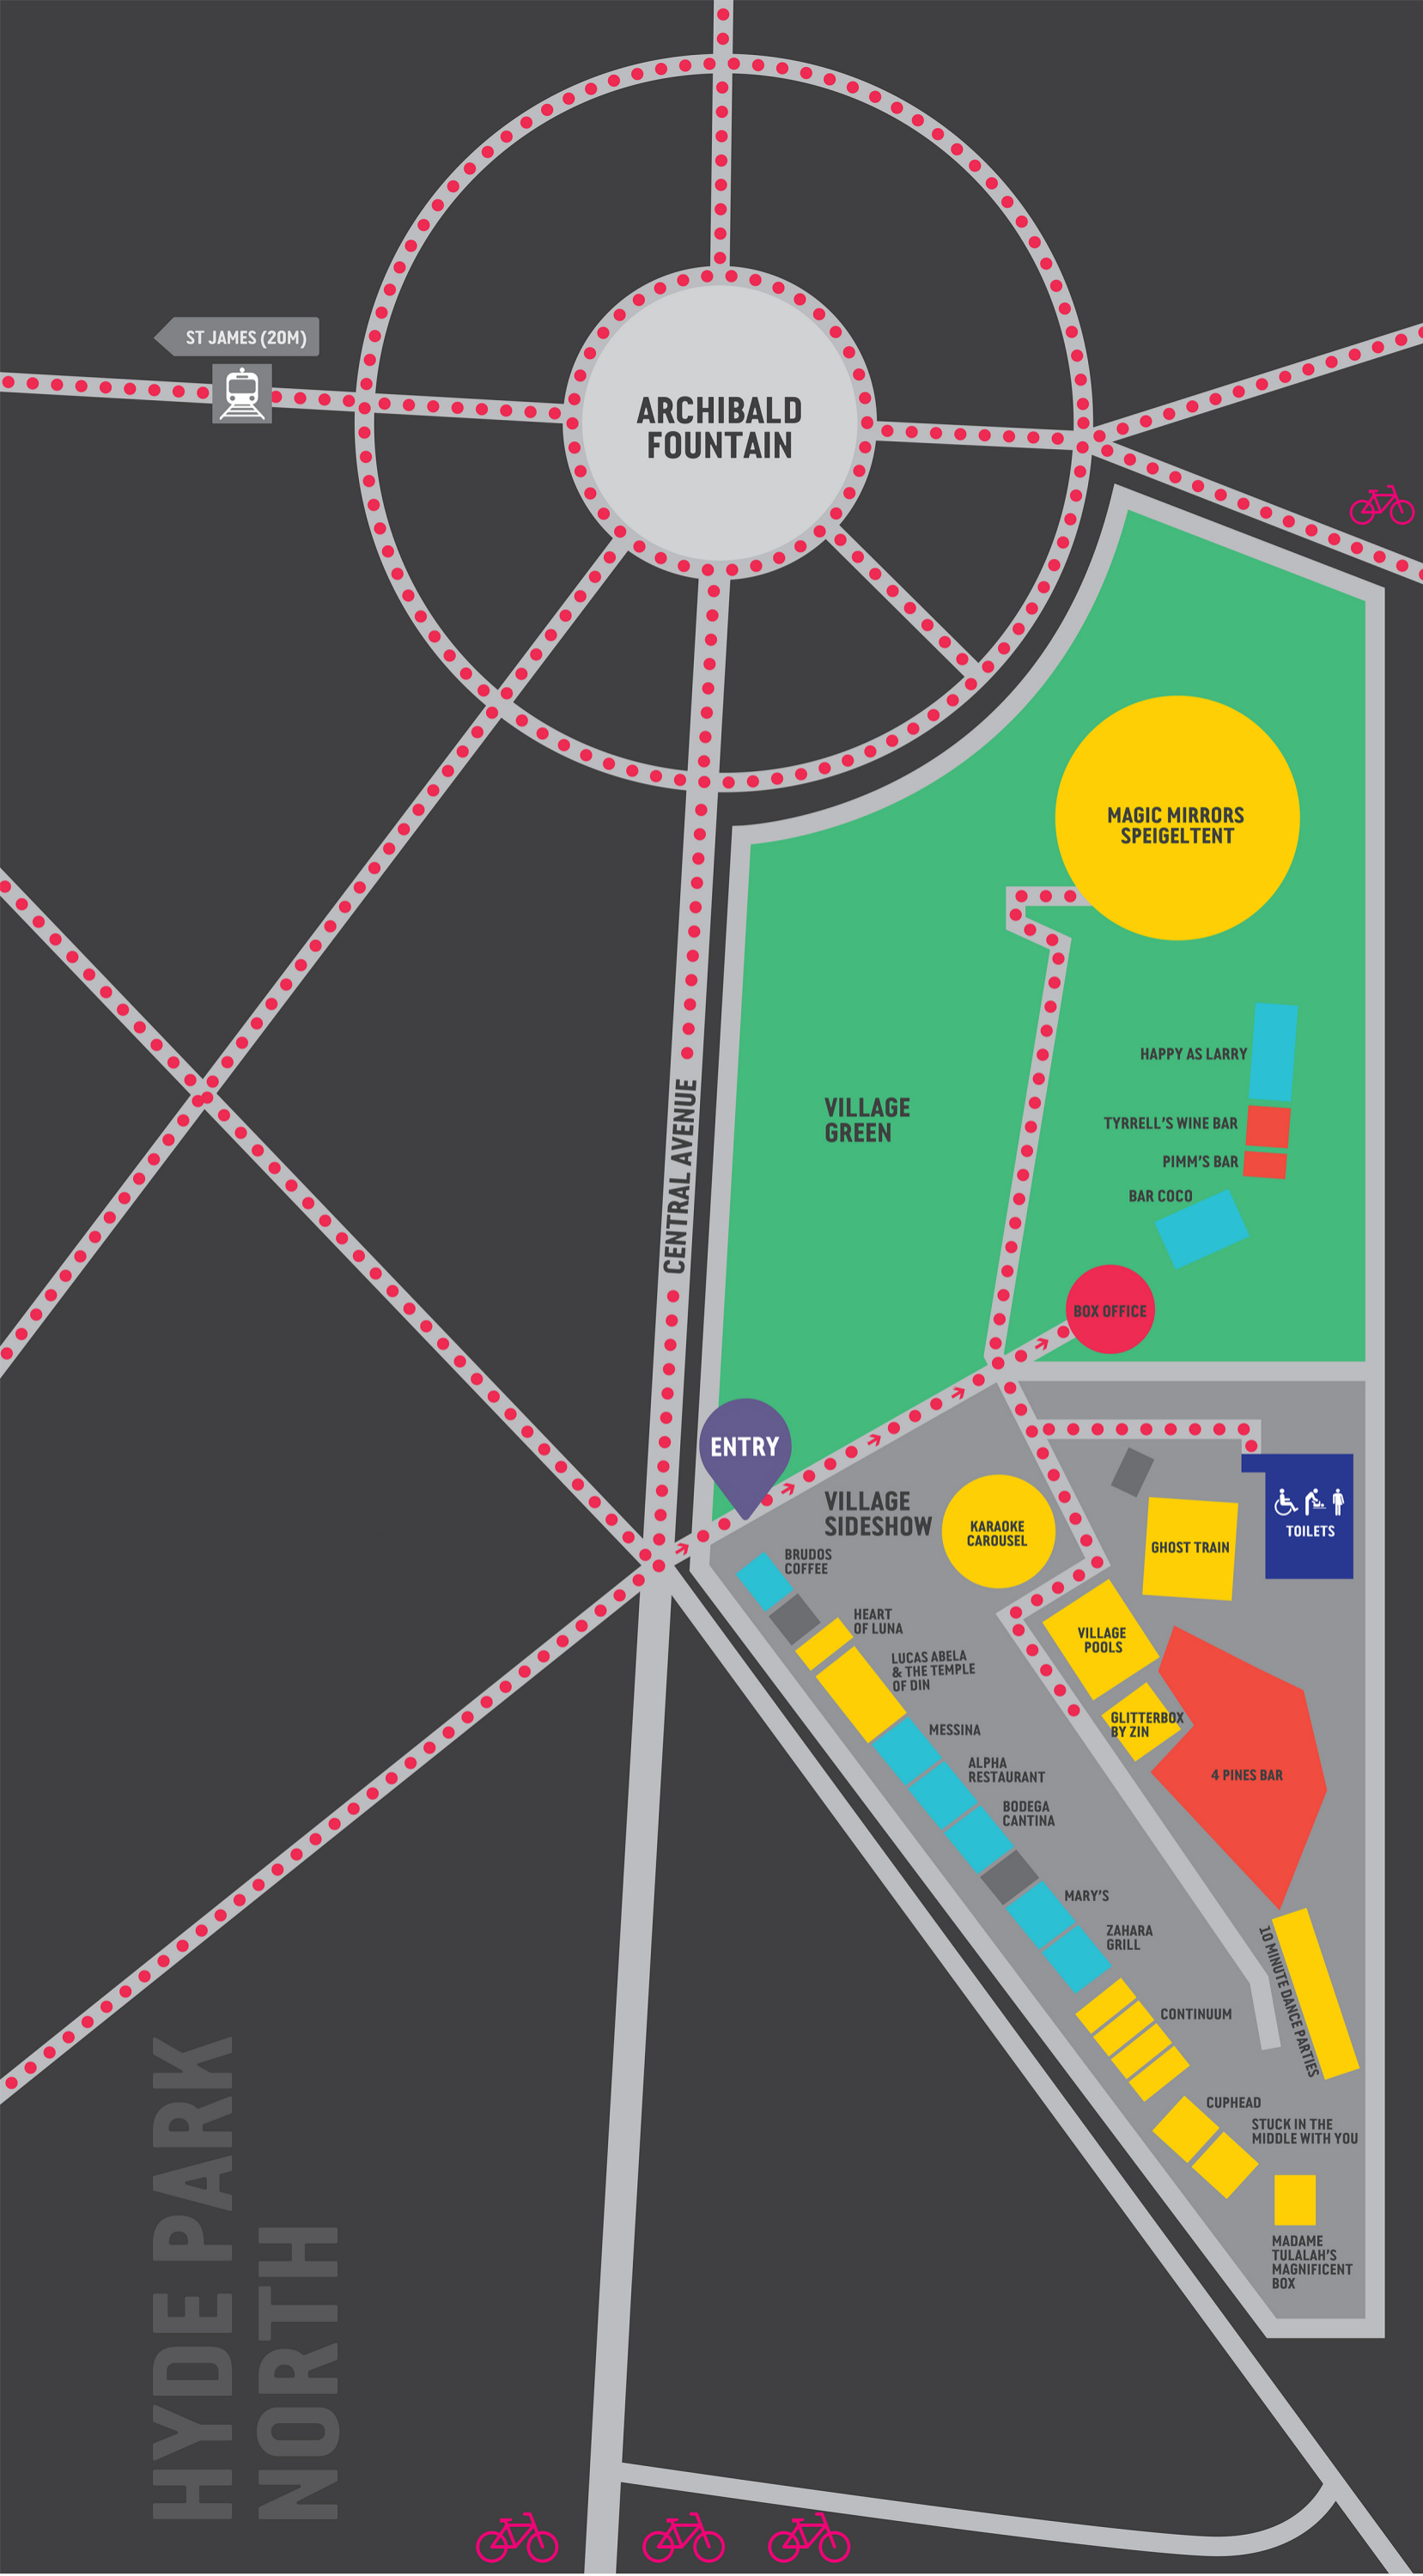 ST JAMES (20M)
ARCHIBALD
FOUNTAIN
MAGIC MIRRORS
SPEIGELTENT
HAPPY AS LARRY
TYRRELL'S WINE BAR
PIMM'S BAR
BAR COCO
VILLAGE
GREEN
CENTRAL AVENUE
BOX OFFICE
ENTRY
VILLAGE
SIDESHOW
KARAOKE
CAROUSEL
GHOST TRAIN
TOILETS
BRUDOS
COFFEE
HEART
OF LUNA
LUCAS ABELA
& THE TEMPLE
OF DIN
VILLAGE
POOLS
GLITTERBOX
BY ZIN
MESSINA
ALPHA
RESTAURANT
4 PINES BAR
BODEGA
CANTINA
MARY'S
ZAHARA
GRILL
10 MINUTE DANCE PARTIES
CONTINUUM
CUPHEAD
STUCK IN THE
MIDDLE WITH YOU
MADAME
TULALAH'S
MAGNIFICENT
BOX
HYDE PARK
NORTH